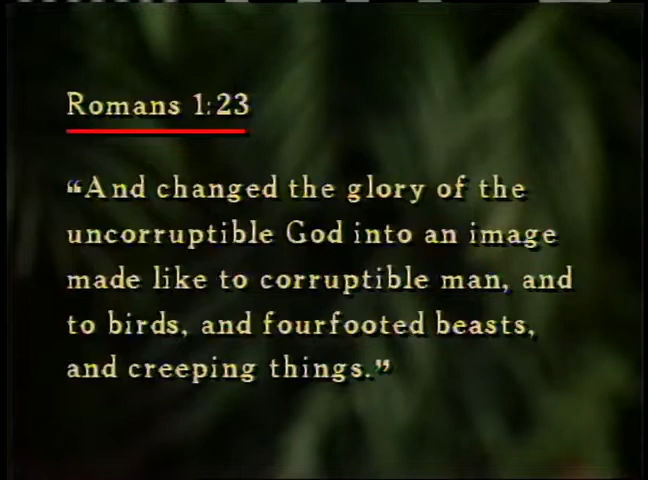 Romans 1:23
“And changed the glory of the
uncorruptible God into an image
made like to corruptible man, and
to birds, and fourfooted beasts,
and creeping things.”